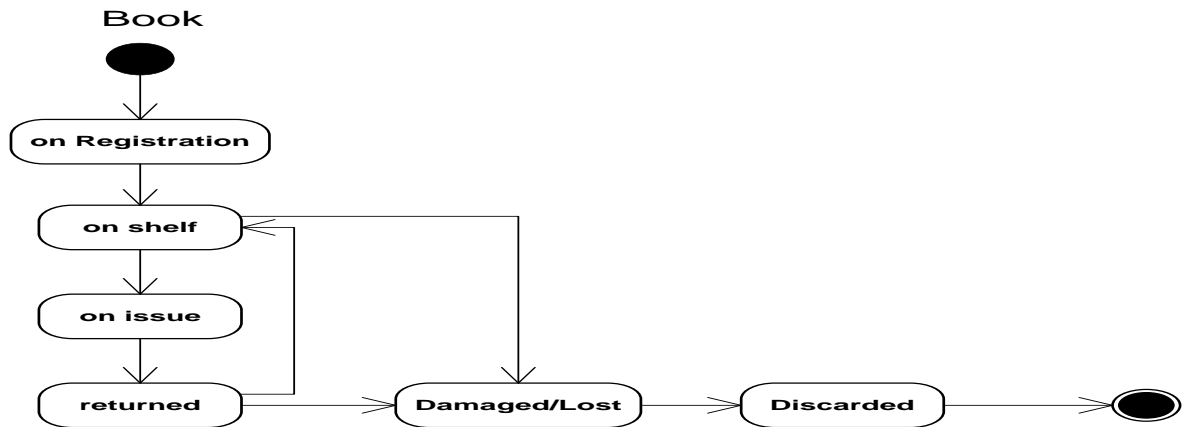 Book
on Registration
on shelf
on issue
returned
Damaged/Lost
Discarded